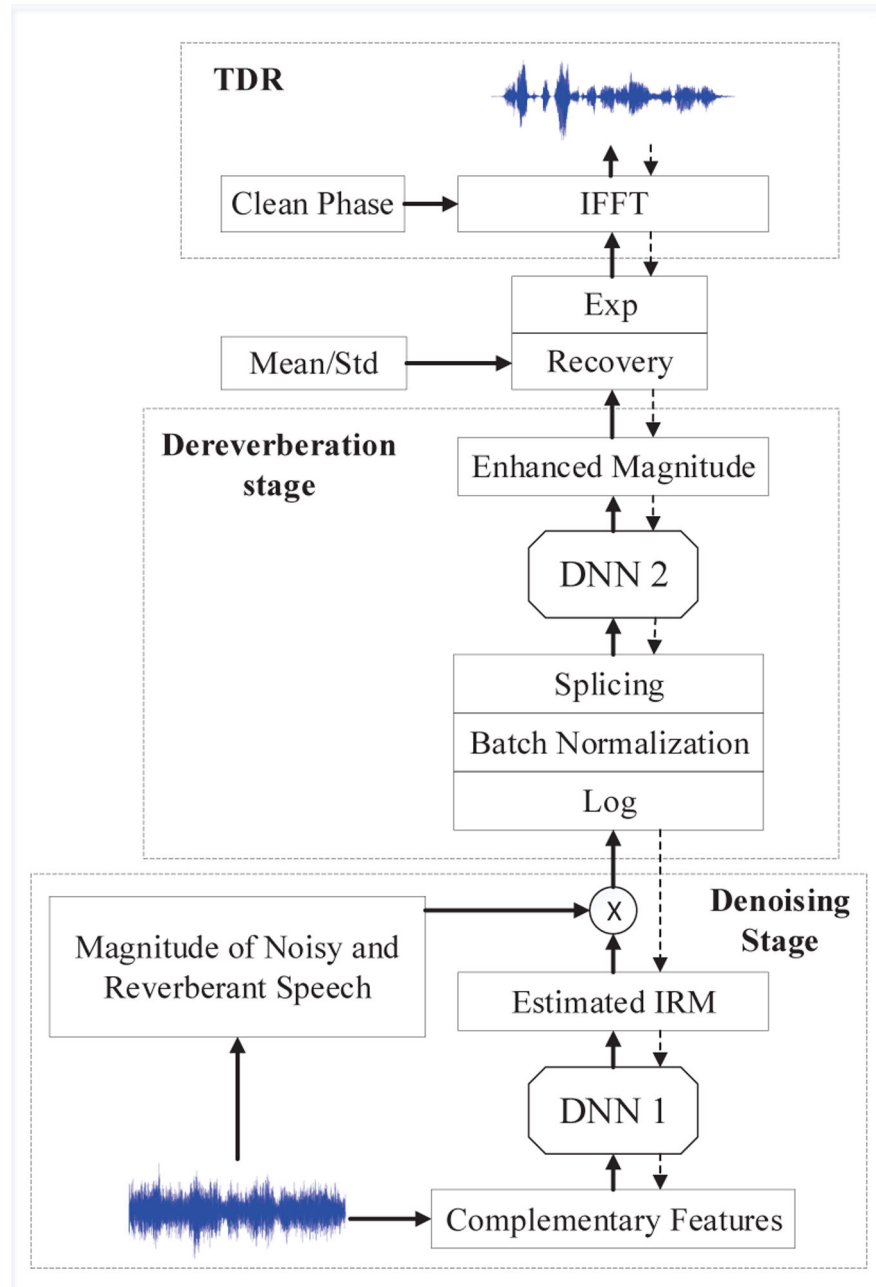 TDR
Clean Phase
IFFT
Exp
Mean/Std
Recovery
Dereverberation
stage
Enhanced Magnitude
DNN 2
Splicing
Batch Normalization
Log
Denoising
Stage
X
Magnitude of Noisy and
Reverberant Speech
Estimated IRM
DNN 1
Complementary Features